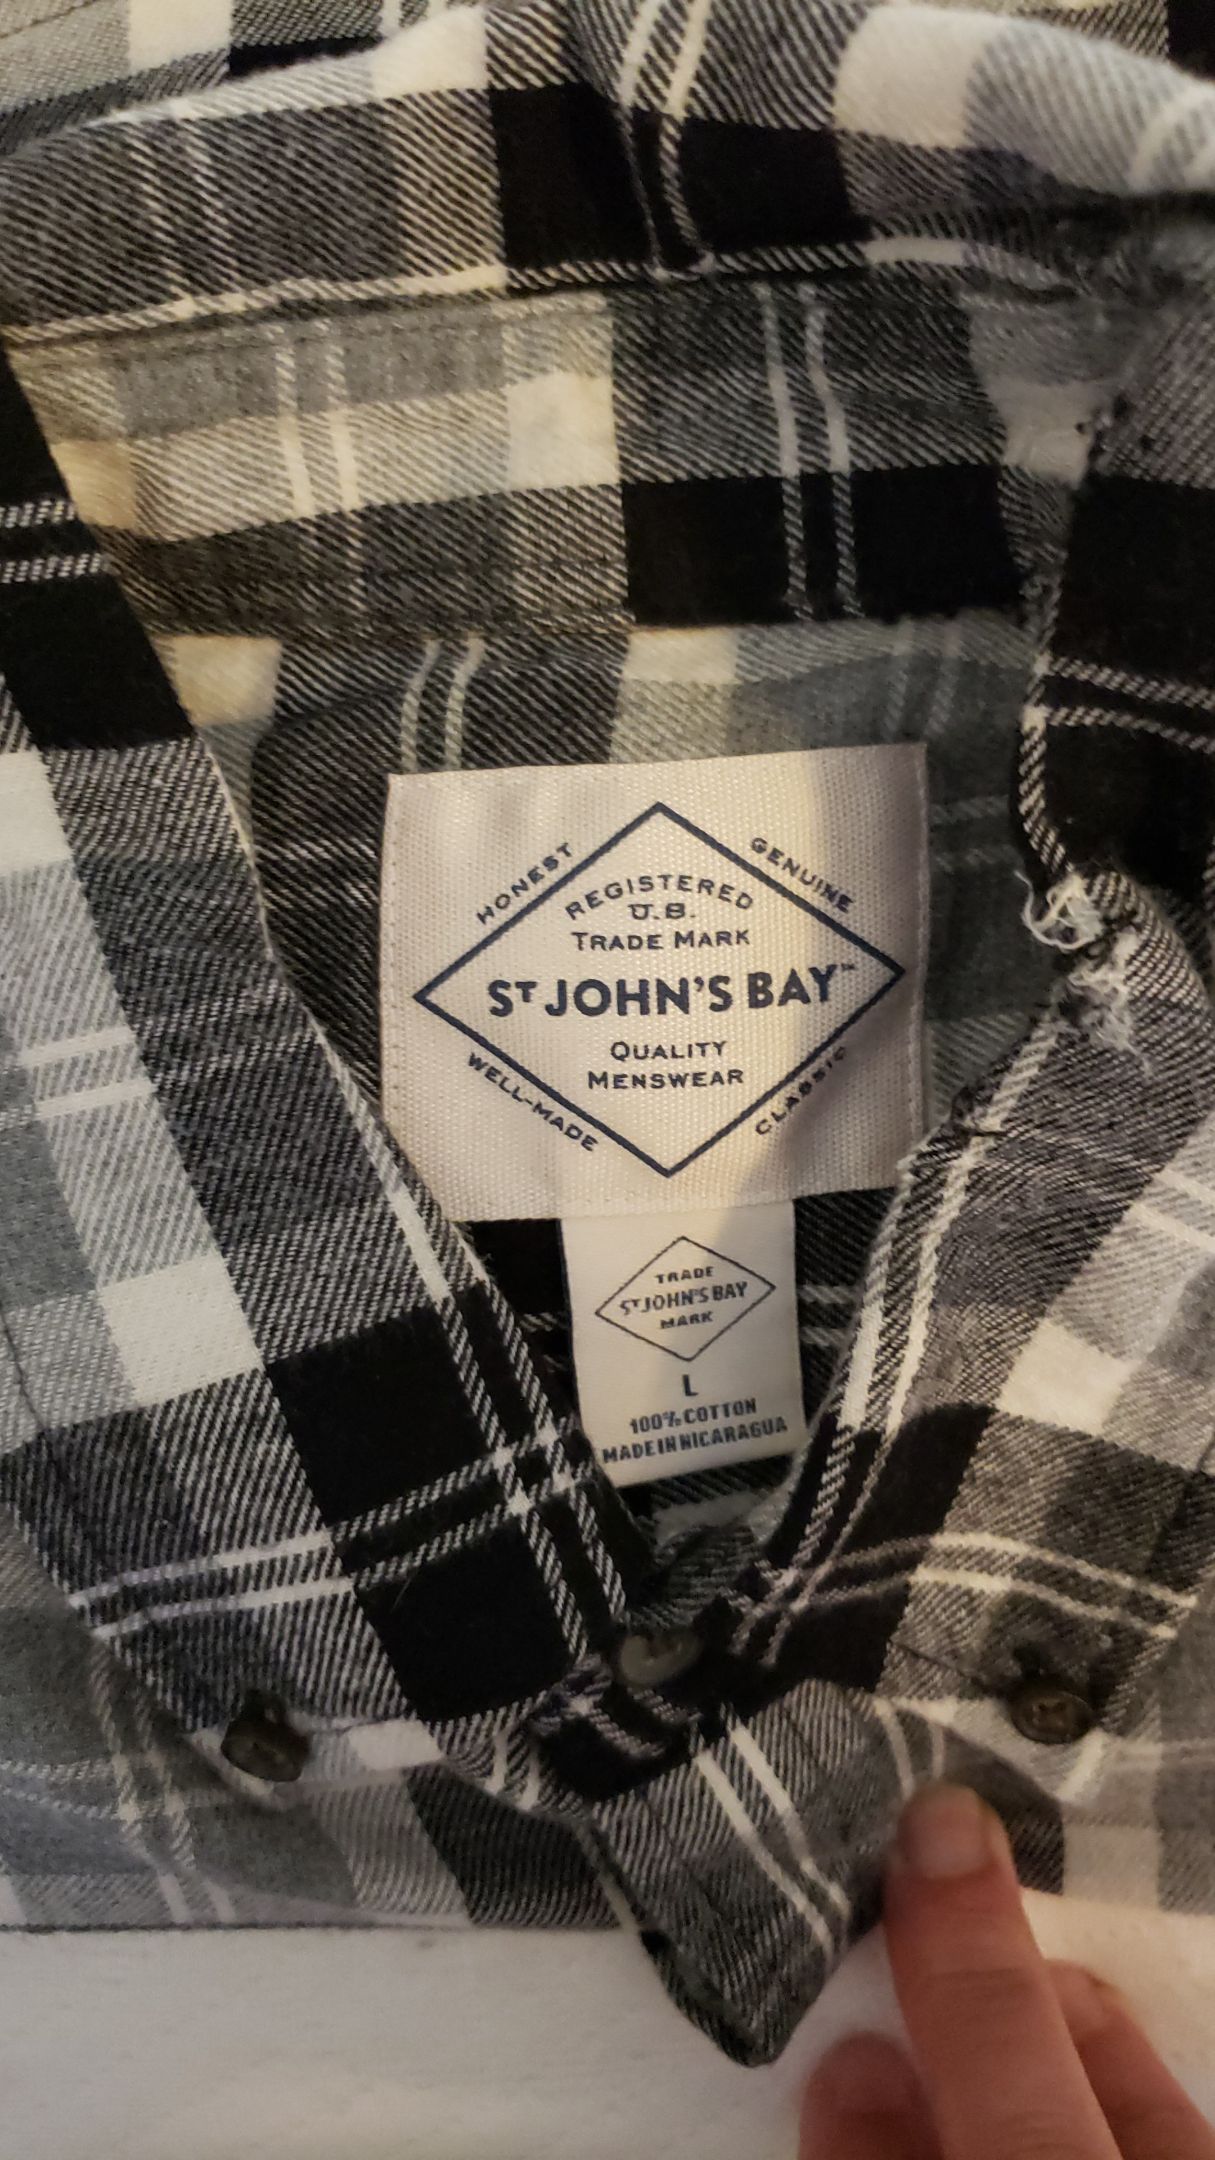 HONEST
GENUINE
REGISTERED
U.S.
TRADE MARK
ST JOHN'S BAY™
QUALITY
MENSWEAR
WELL-MADE
CLASSIC
TRADE
ST JOHN'S BAY
MARK
L
100% COTTON
MADE IN NICARAGUA